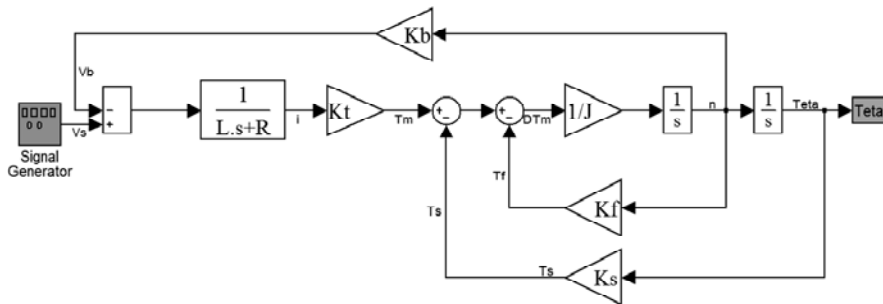 Kb
Vb
−
+
Vs
Signal
Generator
1
L.s+R
i
Kt
Tm
+
−
+
−
DTm
1/J
1
s
n
1
s
Teta
Teta
Tf
Kf
Ts
Ts
Ks